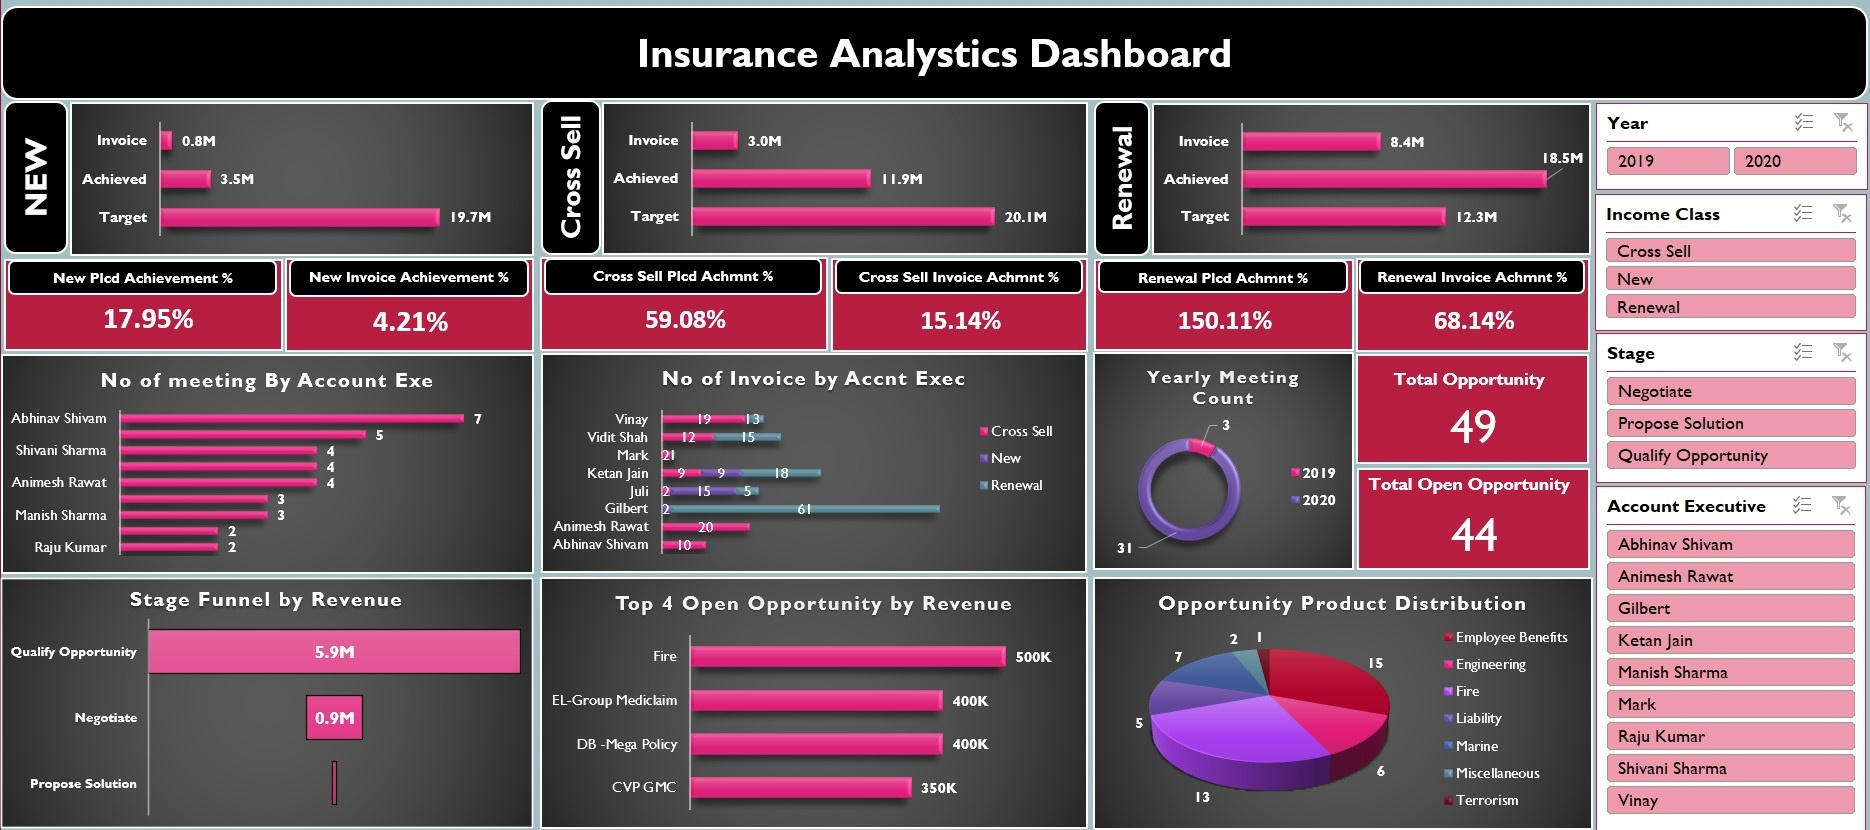 Insurance Analystics Dashboard
NEW
Invoice 0.8M
Achieved 3.5M
Target 19.7M
Cross Sell
Invoice 3.0M
Achieved 11.9M
Target 20.1M
Renewal
Invoice 8.4M
Achieved 18.5M
Target 12.3M
New Plcd Achievement %
17.95%
New Invoice Achievement %
4.21%
Cross Sell Plcd Achmnt %
59.08%
Cross Sell Invoice Achmnt %
15.14%
Renewal Plcd Achmnt %
150.11%
Renewal Invoice Achmnt %
68.14%
No of meeting By Account Exe
Abhinav Shivam 7
5
Shivani Sharma 4
4
Animesh Rawat 4
3
Manish Sharma 3
2
Raju Kumar 2
No of Invoice by Accnt Exec
Vinay 19 13
Vidit Shah 12 15
Mark 21
Ketan Jain 9 9 18
Juli 2 15 5
Gilbert 2 61
Animesh Rawat 20
Abhinav Shivam 10
Cross Sell
New
Renewal
Yearly Meeting
Count
3
31
2019
2020
Total Opportunity
49
Total Open Opportunity
44
Stage Funnel by Revenue
Qualify Opportunity 5.9M
Negotiate 0.9M
Propose Solution
Top 4 Open Opportunity by Revenue
Fire 500K
EL-Group Mediclaim 400K
DB -Mega Policy 400K
CVP GMC 350K
Opportunity Product Distribution
15
6
13
5
7
2
1
Employee Benefits
Engineering
Fire
Liability
Marine
Miscellaneous
Terrorism
Year
2019 2020
Income Class
Cross Sell
New
Renewal
Stage
Negotiate
Propose Solution
Qualify Opportunity
Account Executive
Abhinav Shivam
Animesh Rawat
Gilbert
Ketan Jain
Manish Sharma
Mark
Raju Kumar
Shivani Sharma
Vinay